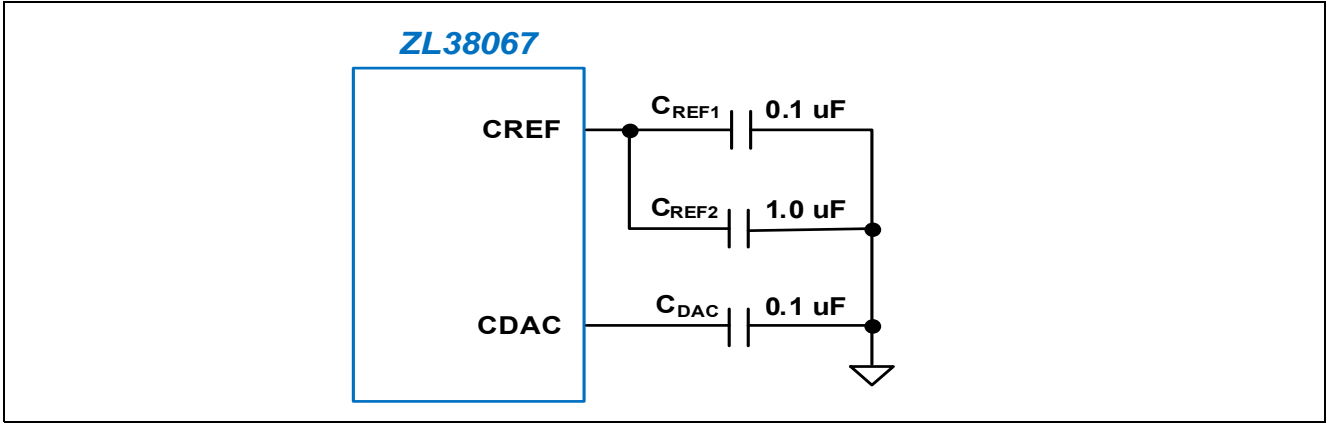 ZL38067
CREF
CREF1 0.1 uF
CREF2 1.0 uF
CDAC
CDAC 0.1 uF